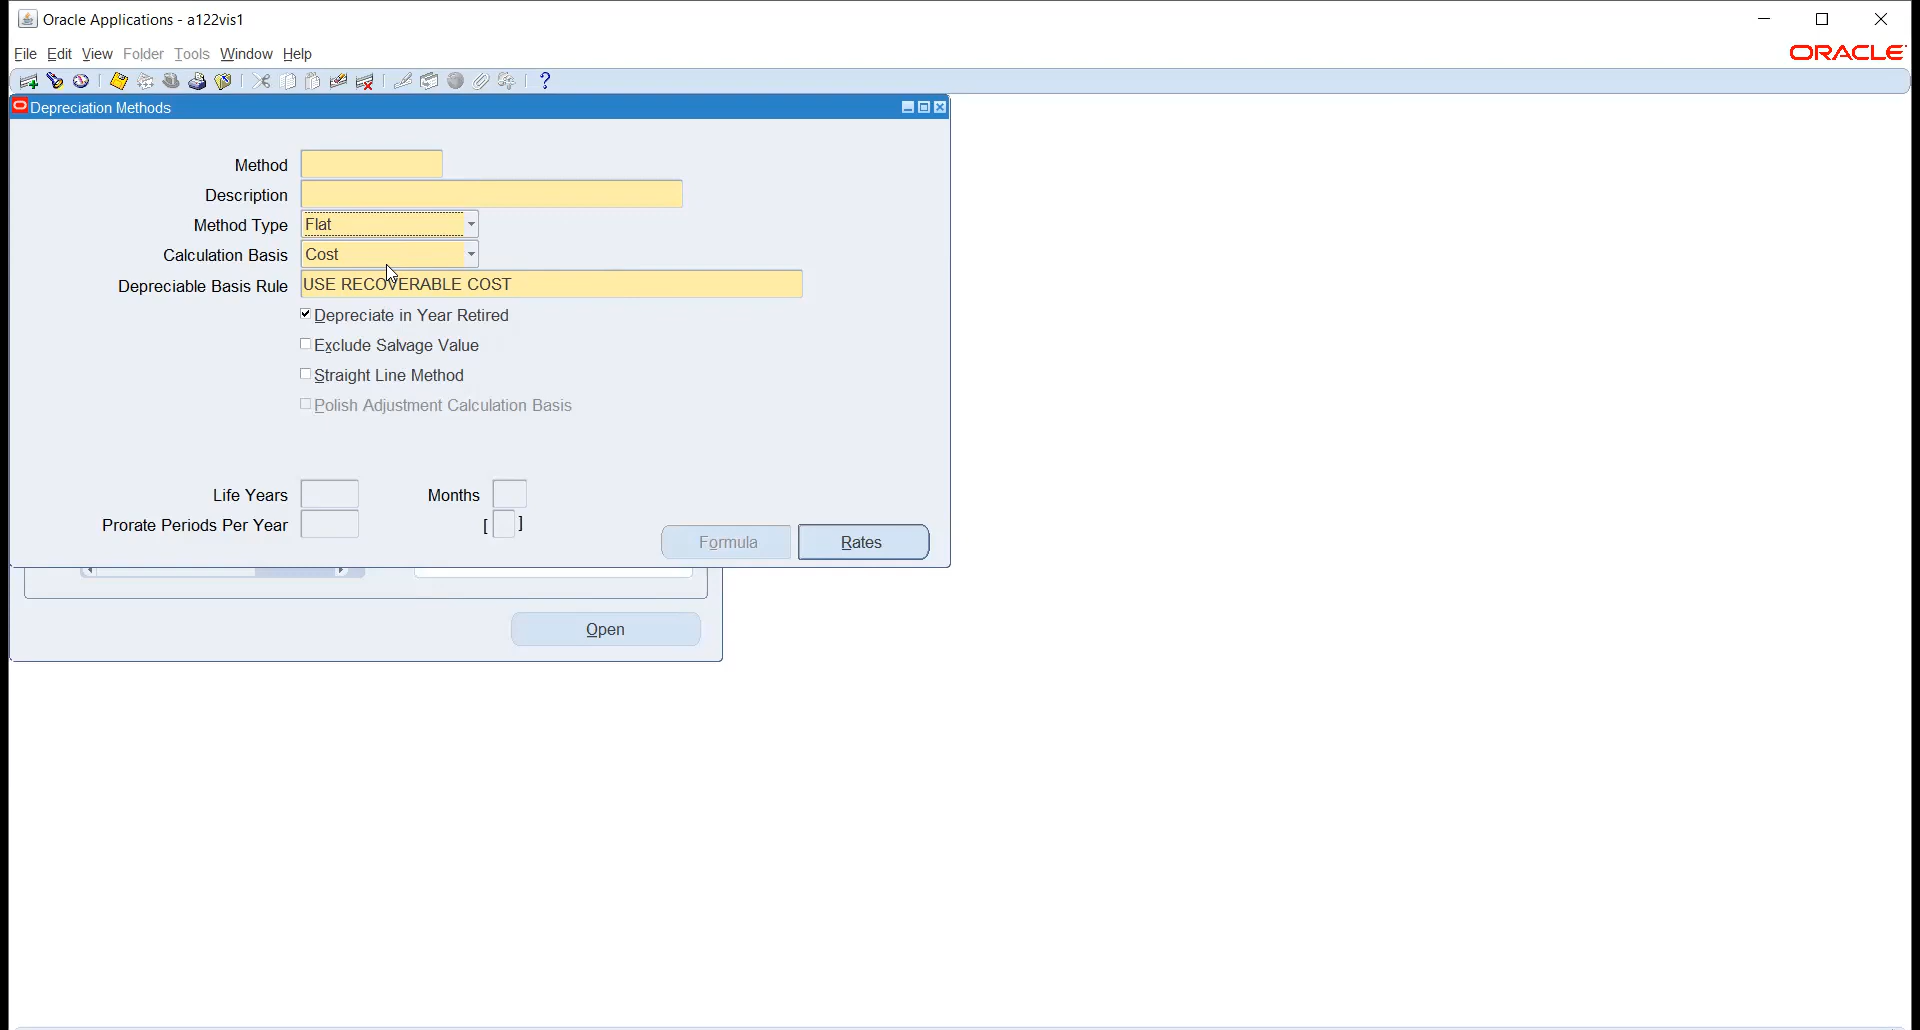 Oracle Applications - a122vis1
File Edit View Folder Tools Window Help
ORACLE
Depreciation Methods
Method
Description
Method Type Flat
Calculation Basis Cost
Depreciable Basis Rule USE RECOVERABLE COST
Depreciate in Year Retired
Exclude Salvage Value
Straight Line Method
Polish Adjustment Calculation Basis
Life Years Months
Prorate Periods Per Year [ ]
Formula Rates
Open